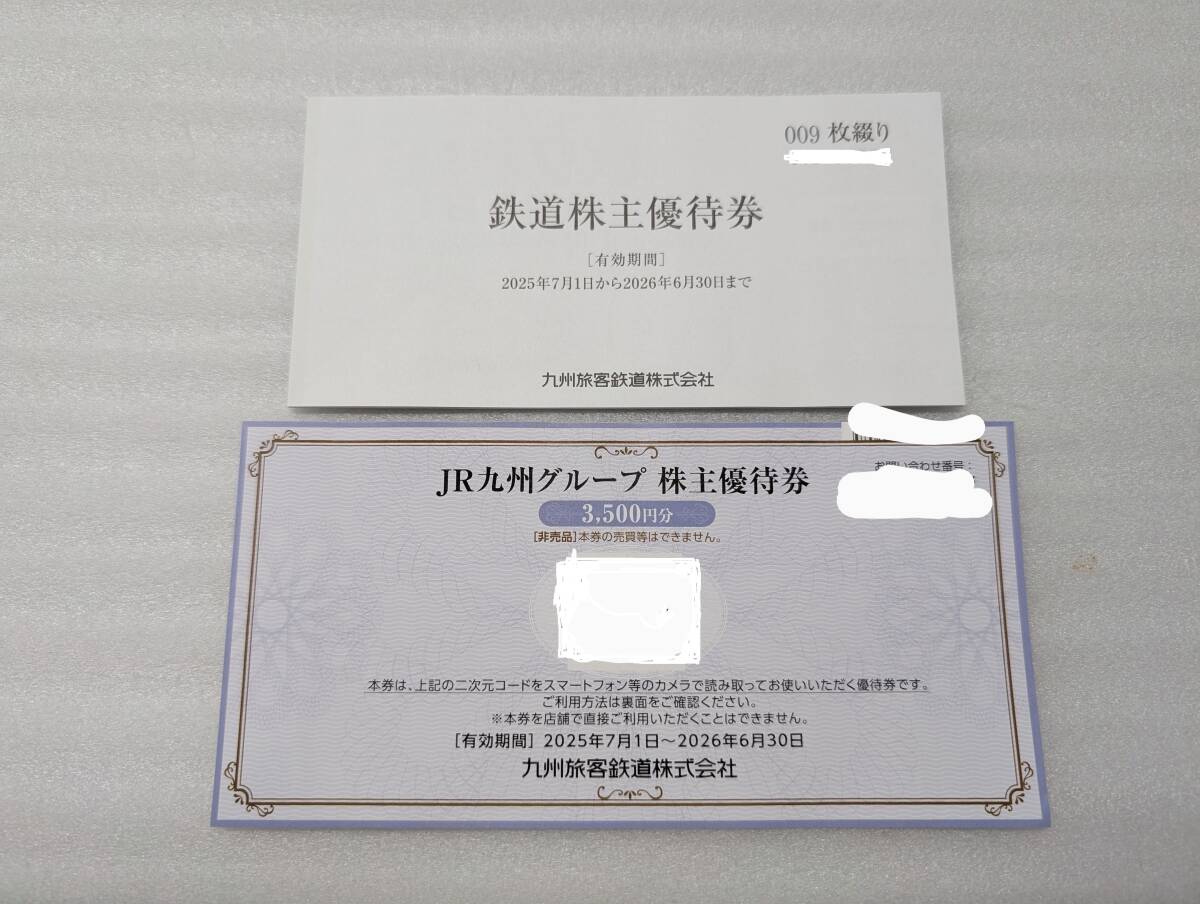 009 枚綴り
鉄道株主優待券
［有効期間］
2025年7月1日から2026年6月30日まで
九州旅客鉄道株式会社
お問い合わせ番号：
JR九州グループ 株主優待券
3,500円分
［非売品］本券の売買等はできません。
本券は、上記の二次元コードをスマートフォン等のカメラで読み取ってお使いいただく優待券です。
ご利用方法は裏面をご確認ください。
※本券を店舗で直接ご利用いただくことはできません。
［有効期間］ 2025年7月1日～2026年6月30日
九州旅客鉄道株式会社